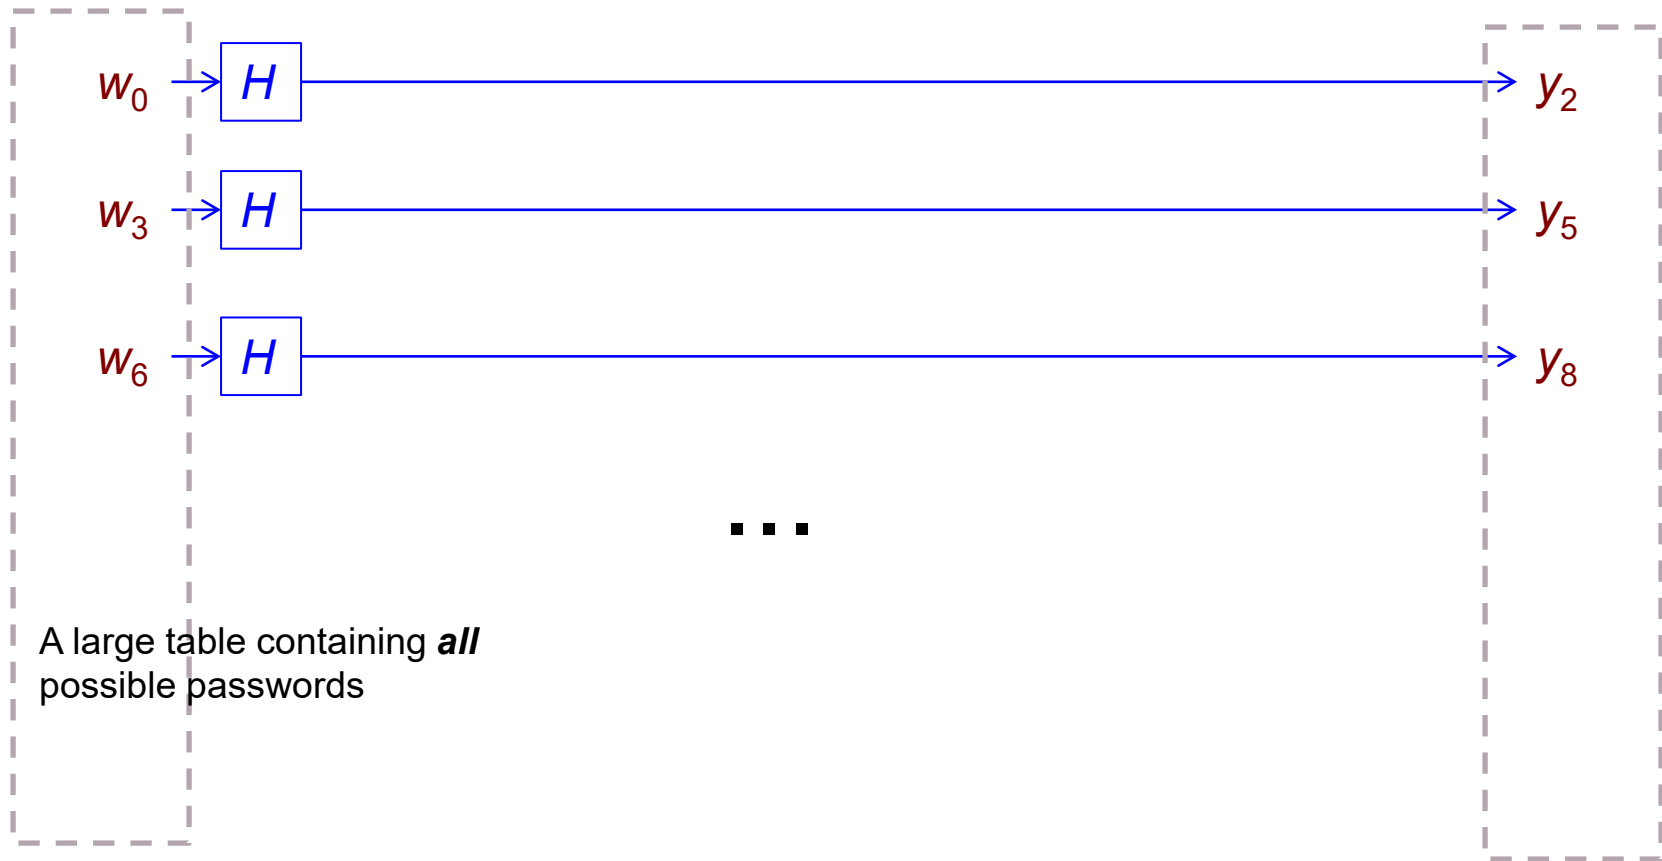 w₀ H y₂
w₃ H y₅
w₆ H y₈
...
A large table containing all
possible passwords